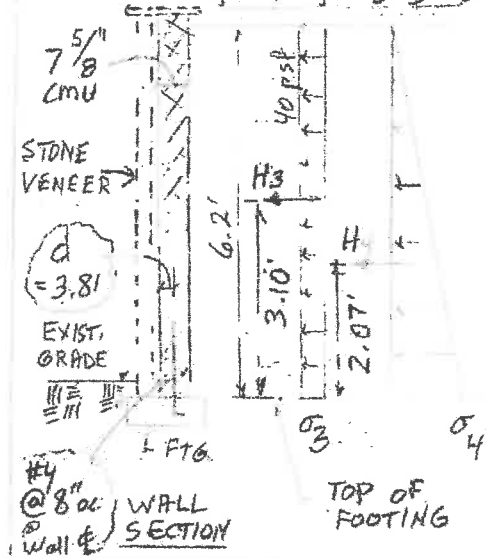 7 5/8"
CMU
STONE
VENEER
d
= 3.81
EXIST.
GRADE
FTG
#4
@ 8" oc
@
Wall ℄
WALL
SECTION
40 psf
H3
6.2'
3.10'
H
2.07'
σ3
σ4
TOP OF
FOOTING